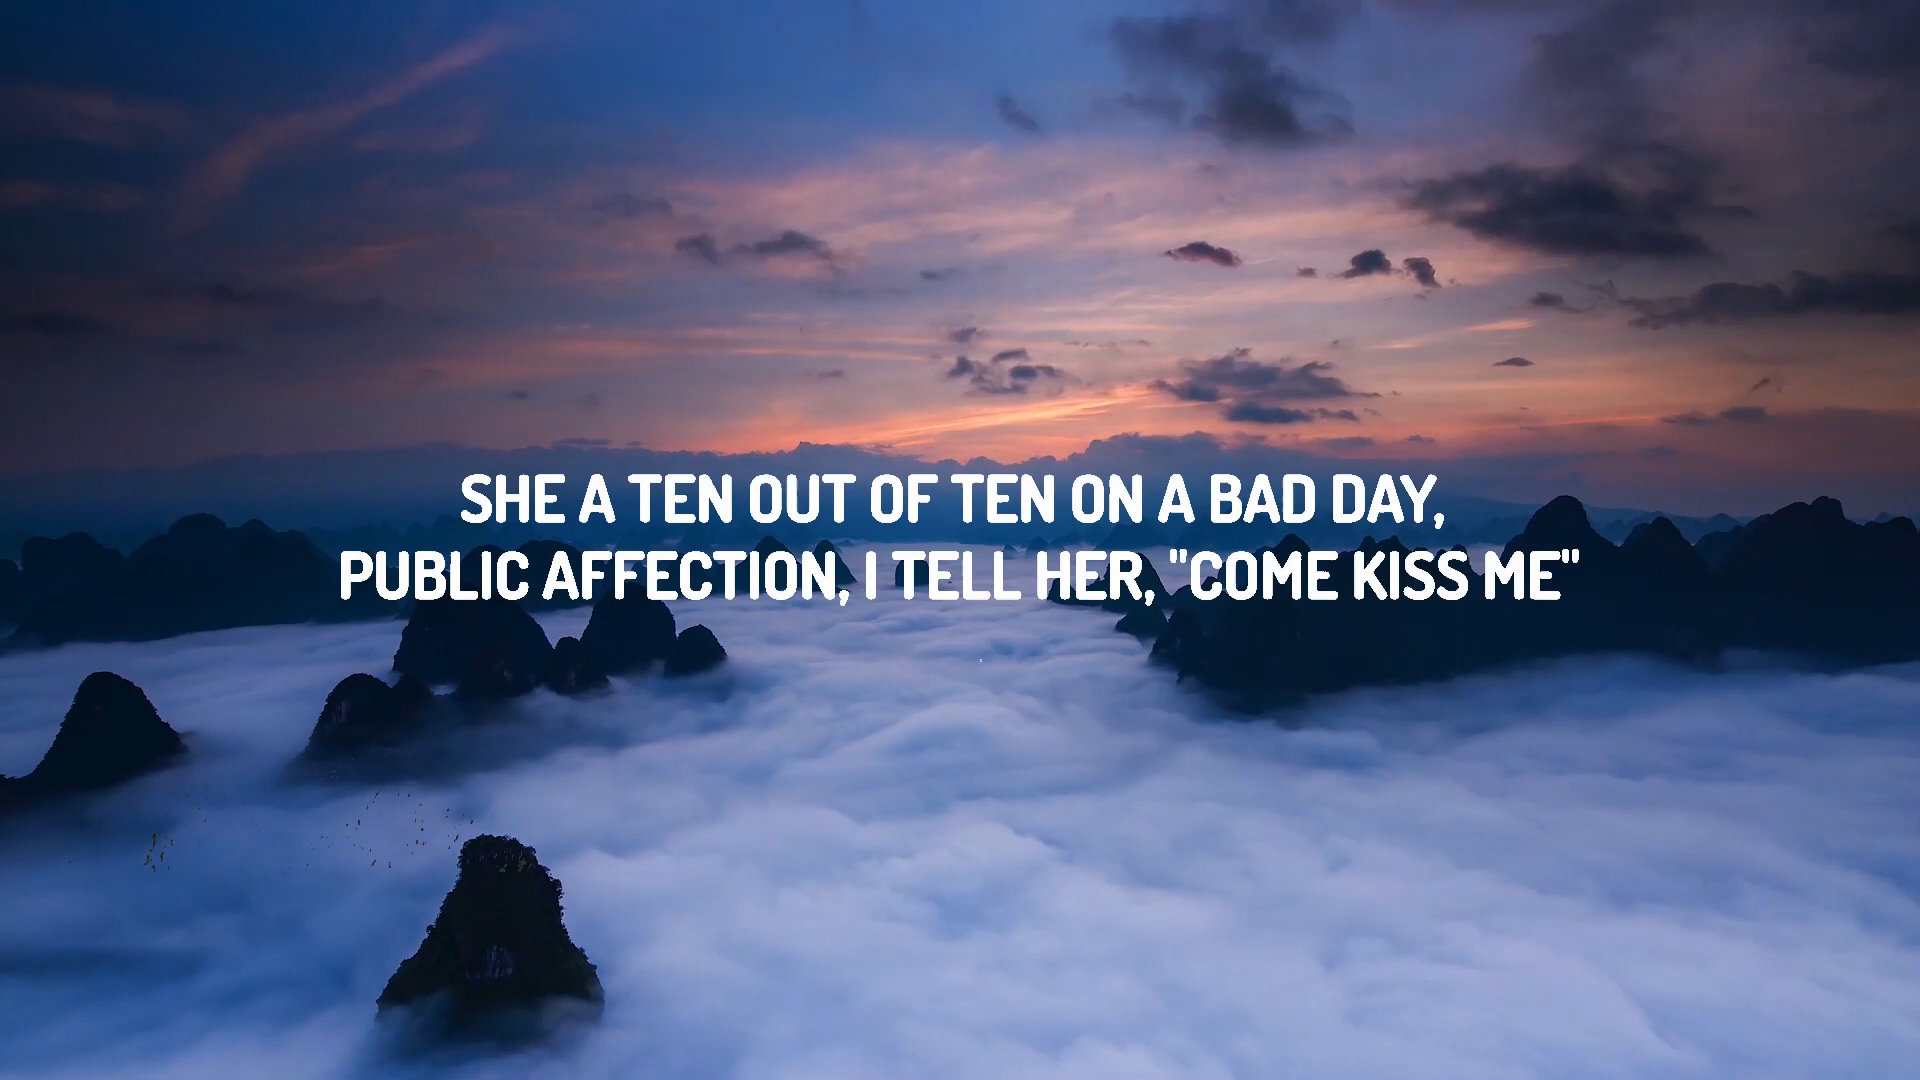 SHE A TEN OUT OF TEN ON A BAD DAY,
PUBLIC AFFECTION, I TELL HER, "COME KISS ME"